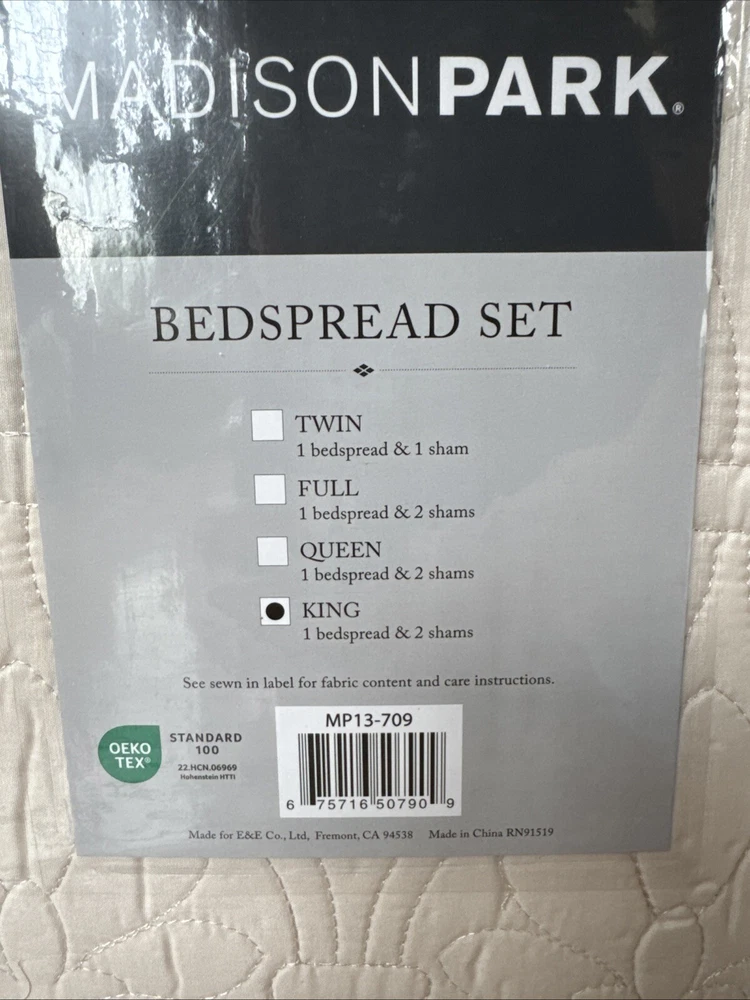 MADISONPARK®
BEDSPREAD SET
TWIN
1 bedspread & 1 sham
FULL
1 bedspread & 2 shams
QUEEN
1 bedspread & 2 shams
KING
1 bedspread & 2 shams
See sewn in label for fabric content and care instructions.
OEKO
TEX®
STANDARD
100
22.HCN.06969
Hohenstein HTTI
MP13-709
6 75716 50790 9
Made for E&E Co., Ltd, Fremont, CA 94538 Made in China RN91519